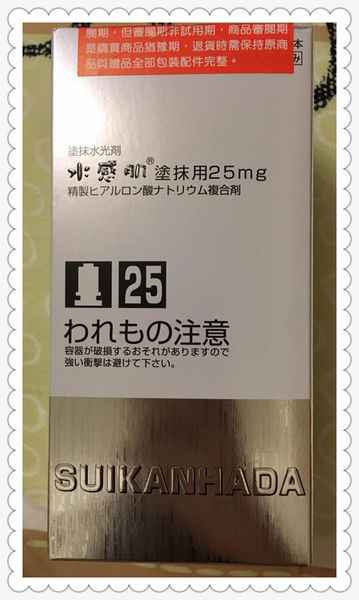 閱期，但審閱期非試用期，商品審閱期
是購買商品猶豫期，退貨時需保持原商
品與贈品全部包裝配件完整。
本
み
塗抹水光剤
水感肌®塗抹用25mg
精製ヒアルロン酸ナトリウム複合剤
25
われもの注意
容器が破損するおそれがありますので
強い衝撃は避けて下さい。
SUIKANHADA